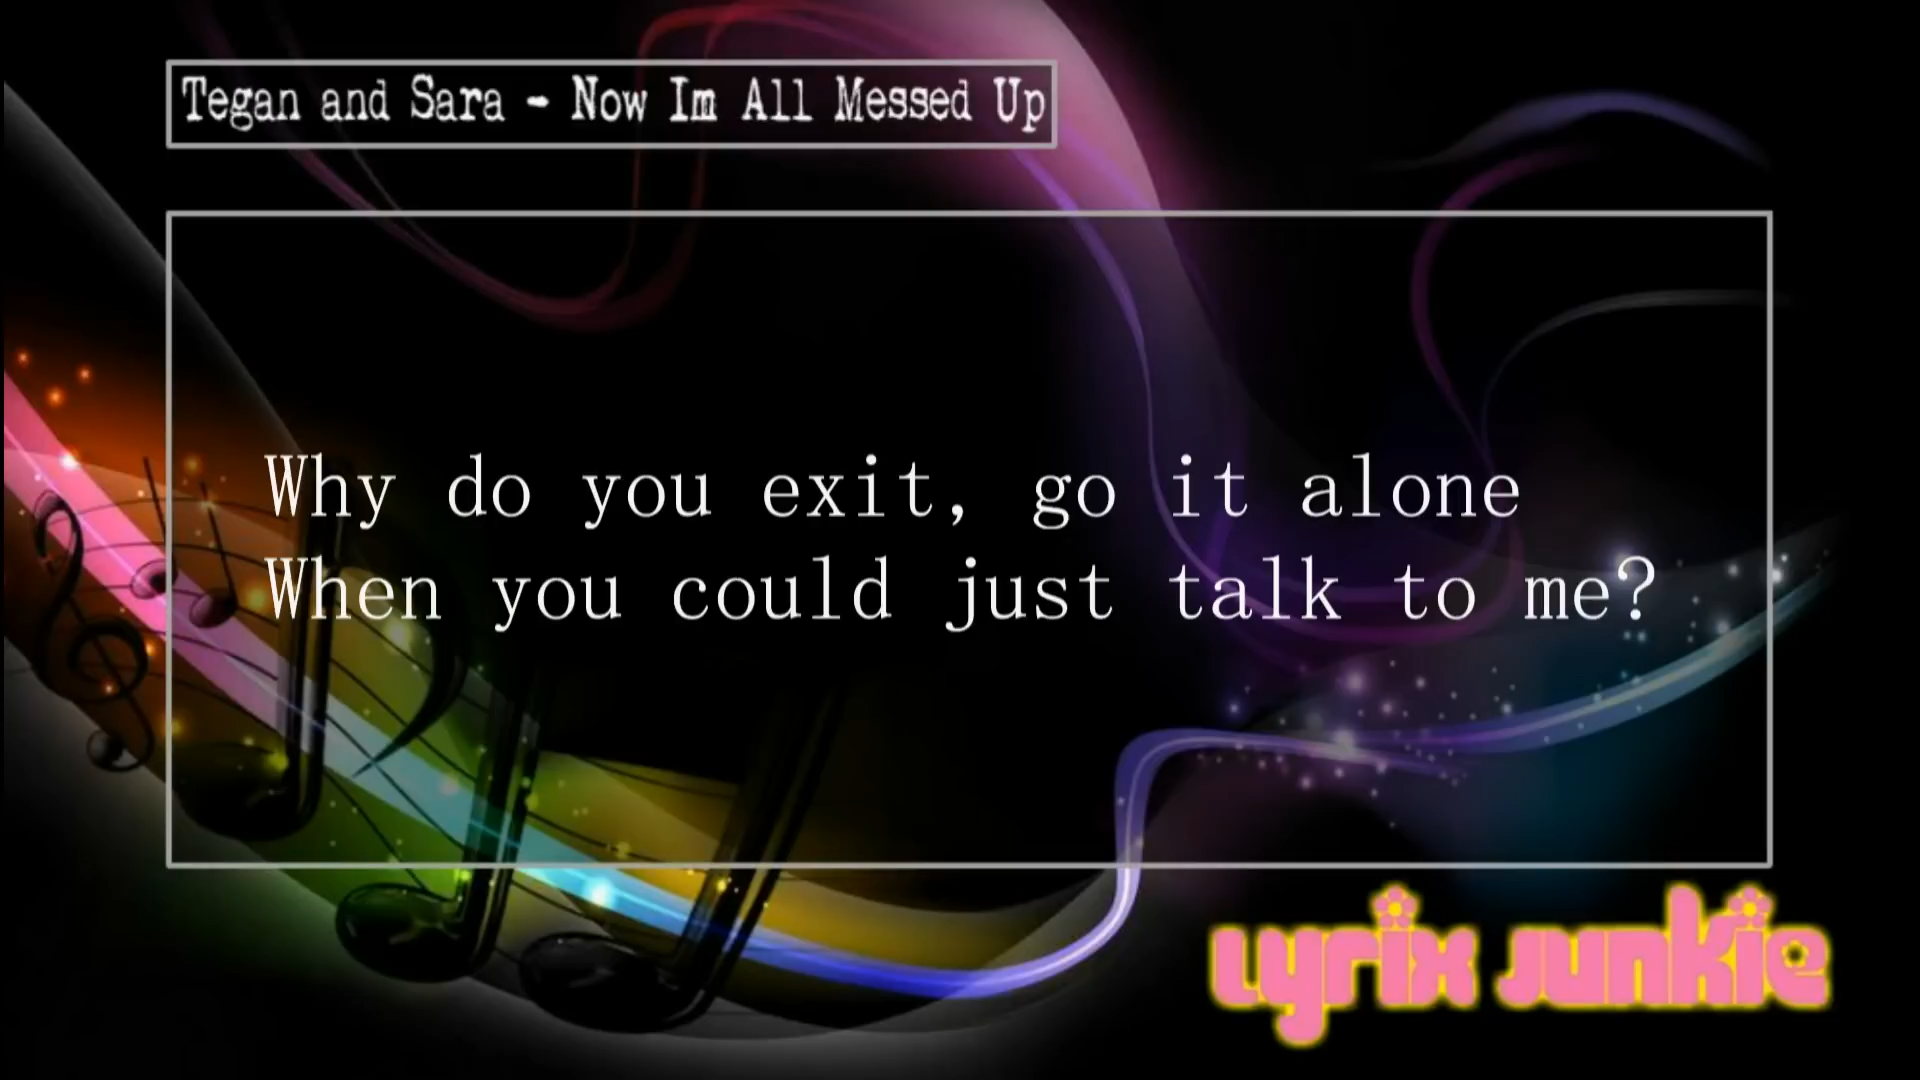 Tegan and Sara - Now Im All Messed Up
Why do you exit, go it alone
When you could just talk to me?
Lyrix Junkie